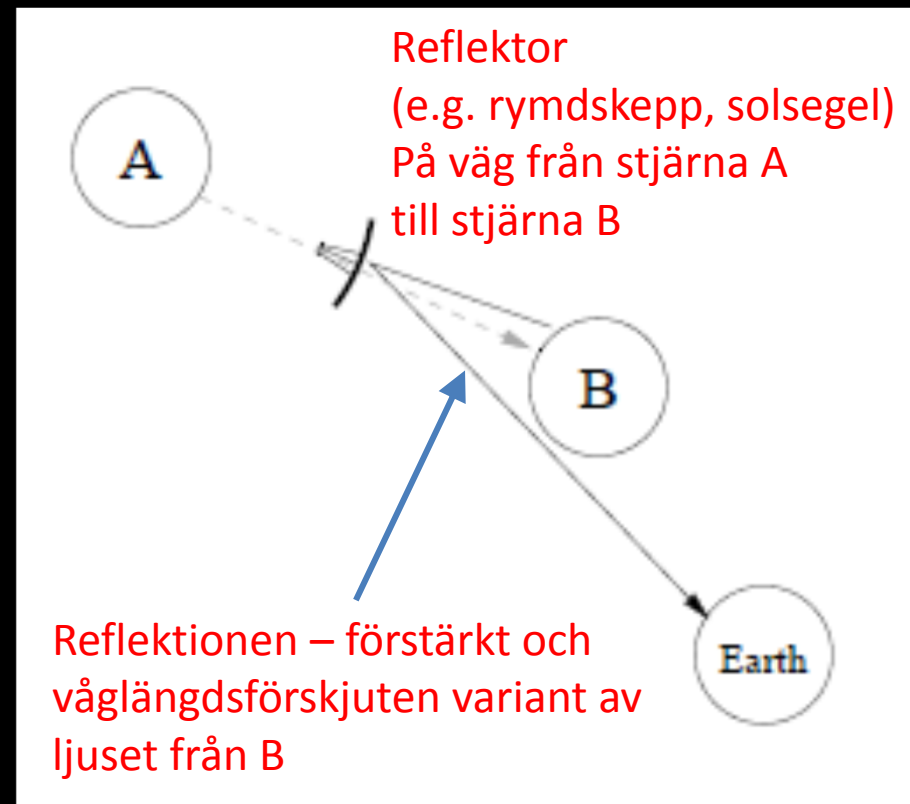 Reflektor
(e.g. rymdskepp, solsegel)
På väg från stjärna A
till stjärna B
A
B
Earth
Reflektionen – förstärkt och
våglängdsförskjuten variant av
ljuset från B